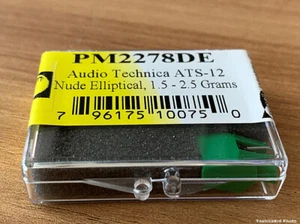 PM2278DE
Audio Technica ATS-12
Nude Elliptical, 1.5 - 2.5 Grams
7 96175 10075 0